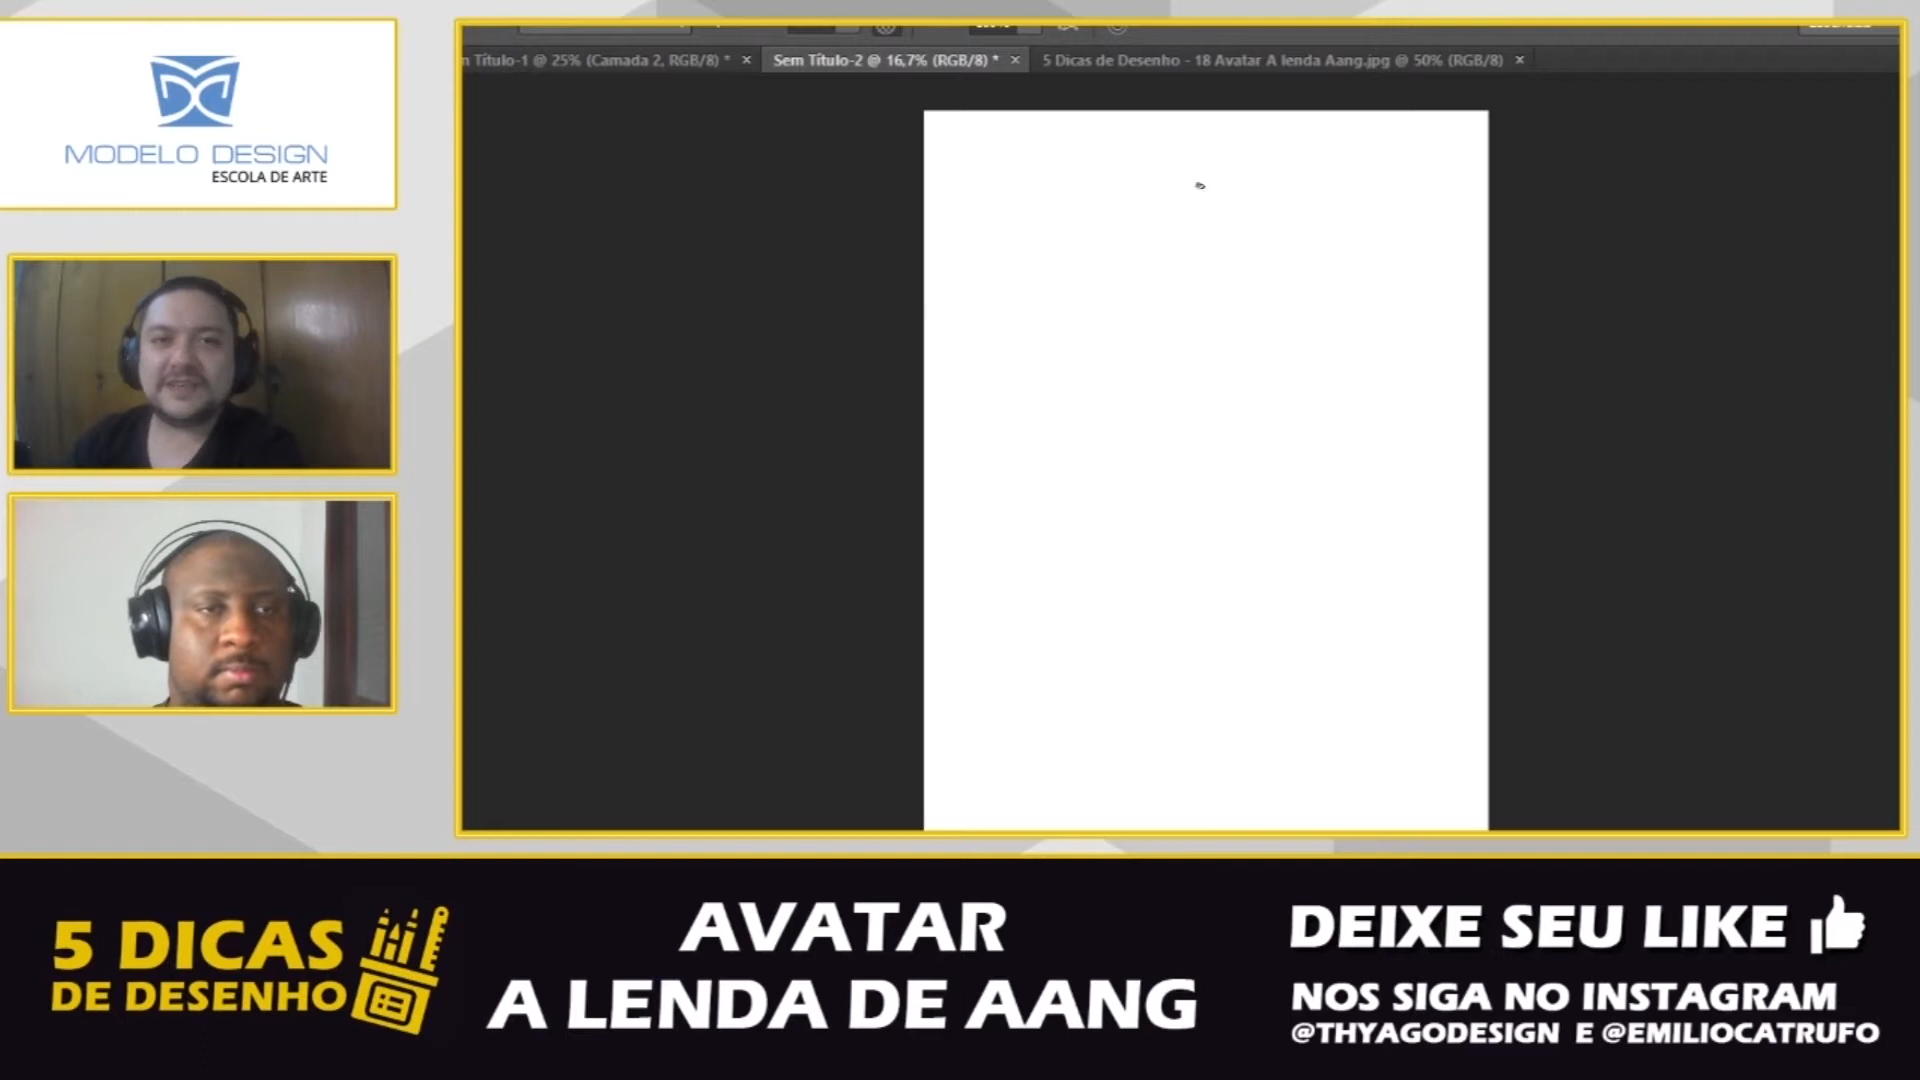 MODELO DESIGN
ESCOLA DE ARTE
Título-1 @ 25% (Camada 2, RGB/8) * ×
Sem Título-2 @ 16,7% (RGB/8) * ×
5 Dicas de Desenho - 18 Avatar A lenda Aang.jpg @ 50% (RGB/8) ×
5 DICAS
DE DESENHO
AVATAR
A LENDA DE AANG
DEIXE SEU LIKE
NOS SIGA NO INSTAGRAM
@THYAGODESIGN E @EMILIOCATRUFO